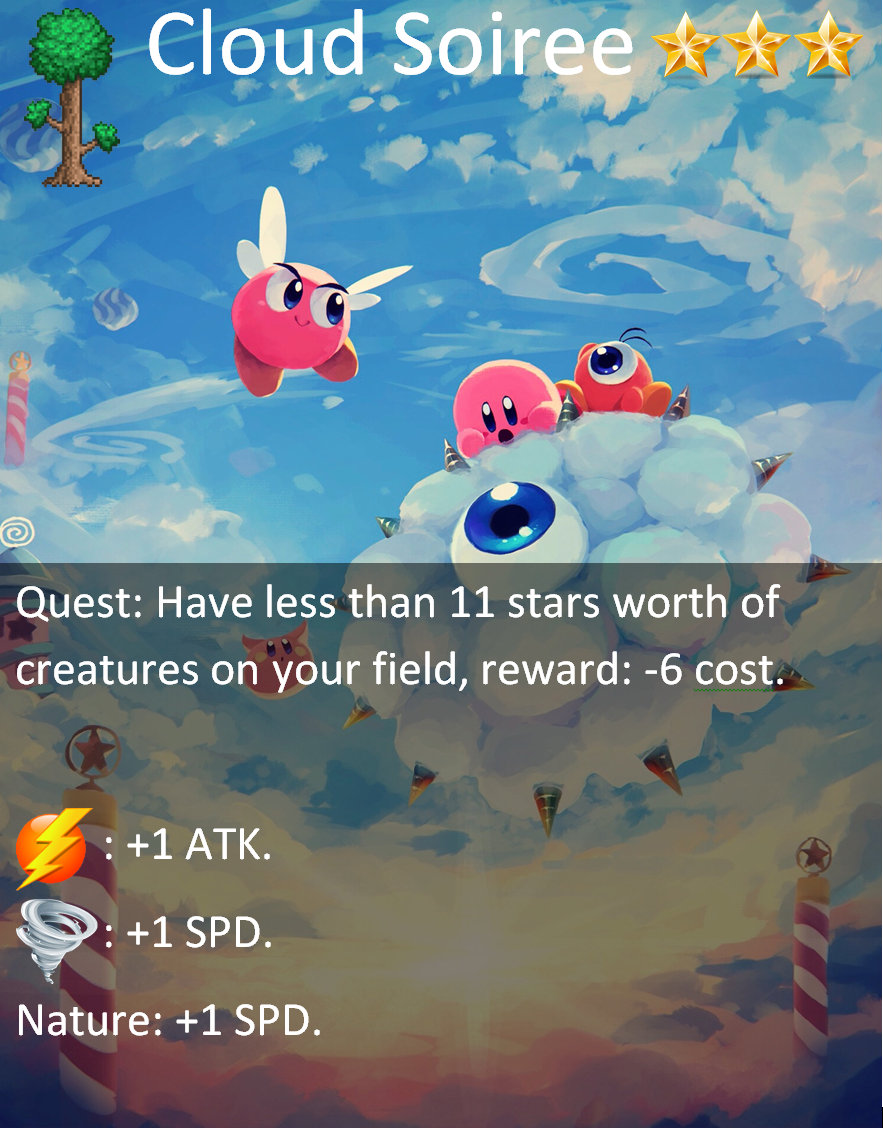 Cloud Soiree
Quest: Have less than 11 stars worth of
creatures on your field, reward: -6 cost.
: +1 ATK.
: +1 SPD.
Nature: +1 SPD.